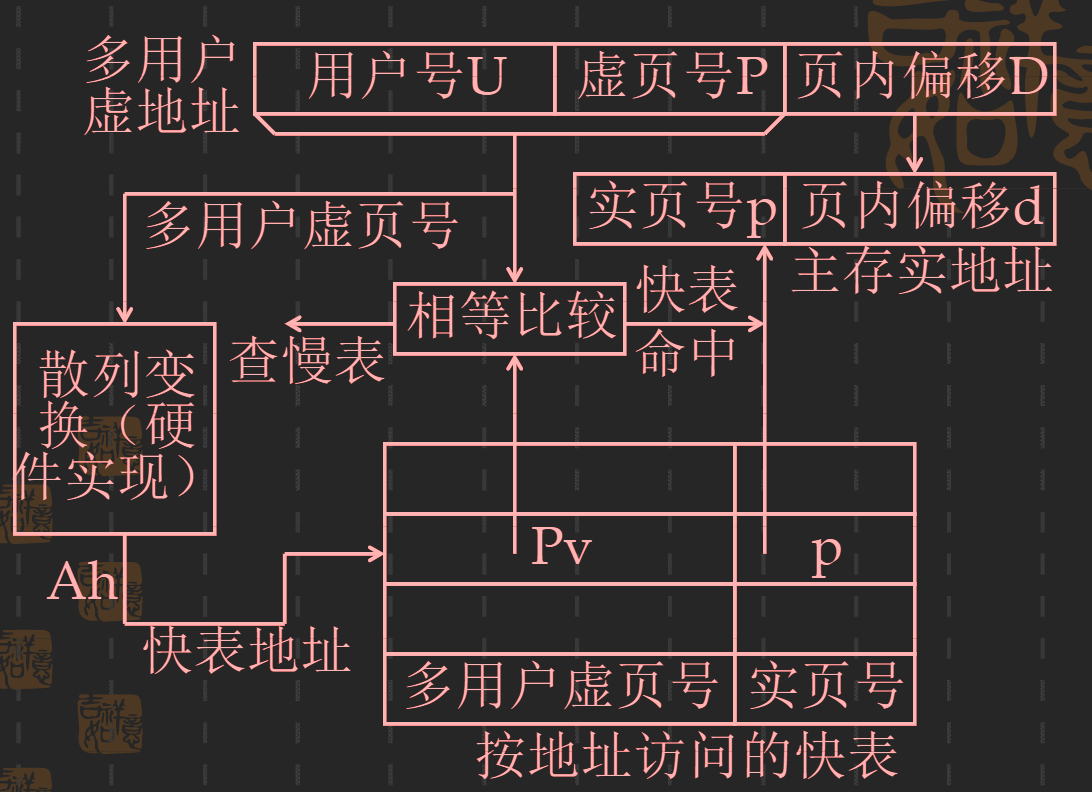 多用户
虚地址
用户号U
虚页号P
页内偏移D
实页号p
页内偏移d
主存实地址
多用户虚页号
相等比较
快表
命中
查慢表
散列变
换（硬
件实现）
Ah
快表地址
Pv
p
多用户虚页号
实页号
按地址访问的快表